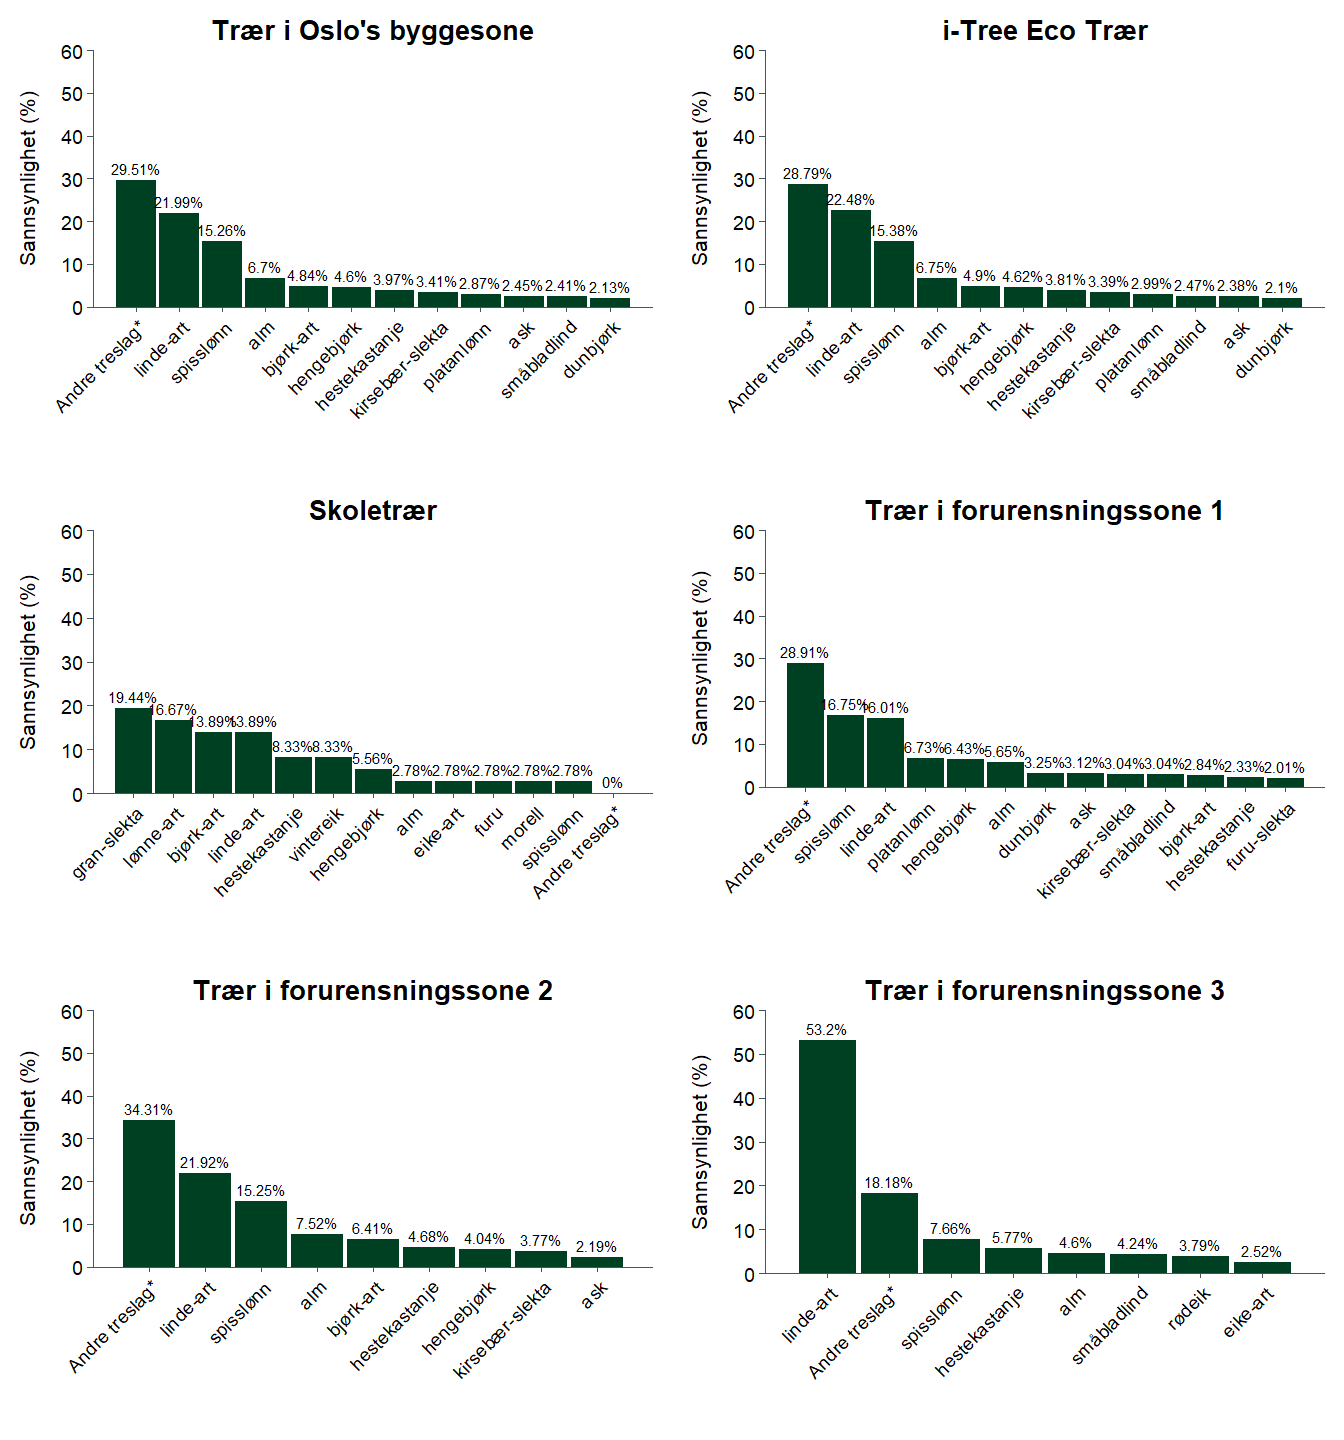 Trær i Oslo's byggesone
Sannsynlighet (%)
60
50
40
30
20
10
0
29.51%
21.99%
15.26%
6.7%
4.84%
4.6%
3.97%
3.41%
2.87%
2.45%
2.41%
2.13%
Andre treslag*
linde-art
spisslønn
alm
bjørk-art
hengebjørk
hestekastanje
kirsebær-slekta
platanlønn
ask
småbladlind
dunbjørk
i-Tree Eco Trær
Sannsynlighet (%)
60
50
40
30
20
10
0
28.79%
22.48%
15.38%
6.75%
4.9%
4.62%
3.81%
3.39%
2.99%
2.47%
2.38%
2.1%
Andre treslag*
linde-art
spisslønn
alm
bjørk-art
hengebjørk
hestekastanje
kirsebær-slekta
platanlønn
småbladlind
ask
dunbjørk
Skoletrær
Sannsynlighet (%)
60
50
40
30
20
10
0
19.44%
16.67%
13.89%
13.89%
8.33%
8.33%
5.56%
2.78%
2.78%
2.78%
2.78%
2.78%
0%
gran-slekta
lønne-art
bjørk-art
linde-art
hestekastanje
vintereik
hengebjørk
alm
eike-art
furu
morell
spisslønn
Andre treslag*
Trær i forurensningssone 1
Sannsynlighet (%)
60
50
40
30
20
10
0
28.91%
16.75%
16.01%
6.73%
6.43%
5.65%
3.25%
3.12%
3.04%
3.04%
2.84%
2.33%
2.01%
Andre treslag*
spisslønn
linde-art
platanlønn
hengebjørk
alm
dunbjørk
ask
kirsebær-slekta
småbladlind
bjørk-art
hestekastanje
furu-slekta
Trær i forurensningssone 2
Sannsynlighet (%)
60
50
40
30
20
10
0
34.31%
21.92%
15.25%
7.52%
6.41%
4.68%
4.04%
3.77%
2.19%
Andre treslag*
linde-art
spisslønn
alm
bjørk-art
hestekastanje
hengebjørk
kirsebær-slekta
ask
Trær i forurensningssone 3
Sannsynlighet (%)
60
50
40
30
20
10
0
53.2%
18.18%
7.66%
5.77%
4.6%
4.24%
3.79%
2.52%
linde-art
Andre treslag*
spisslønn
hestekastanje
alm
småbladlind
rødeik
eike-art